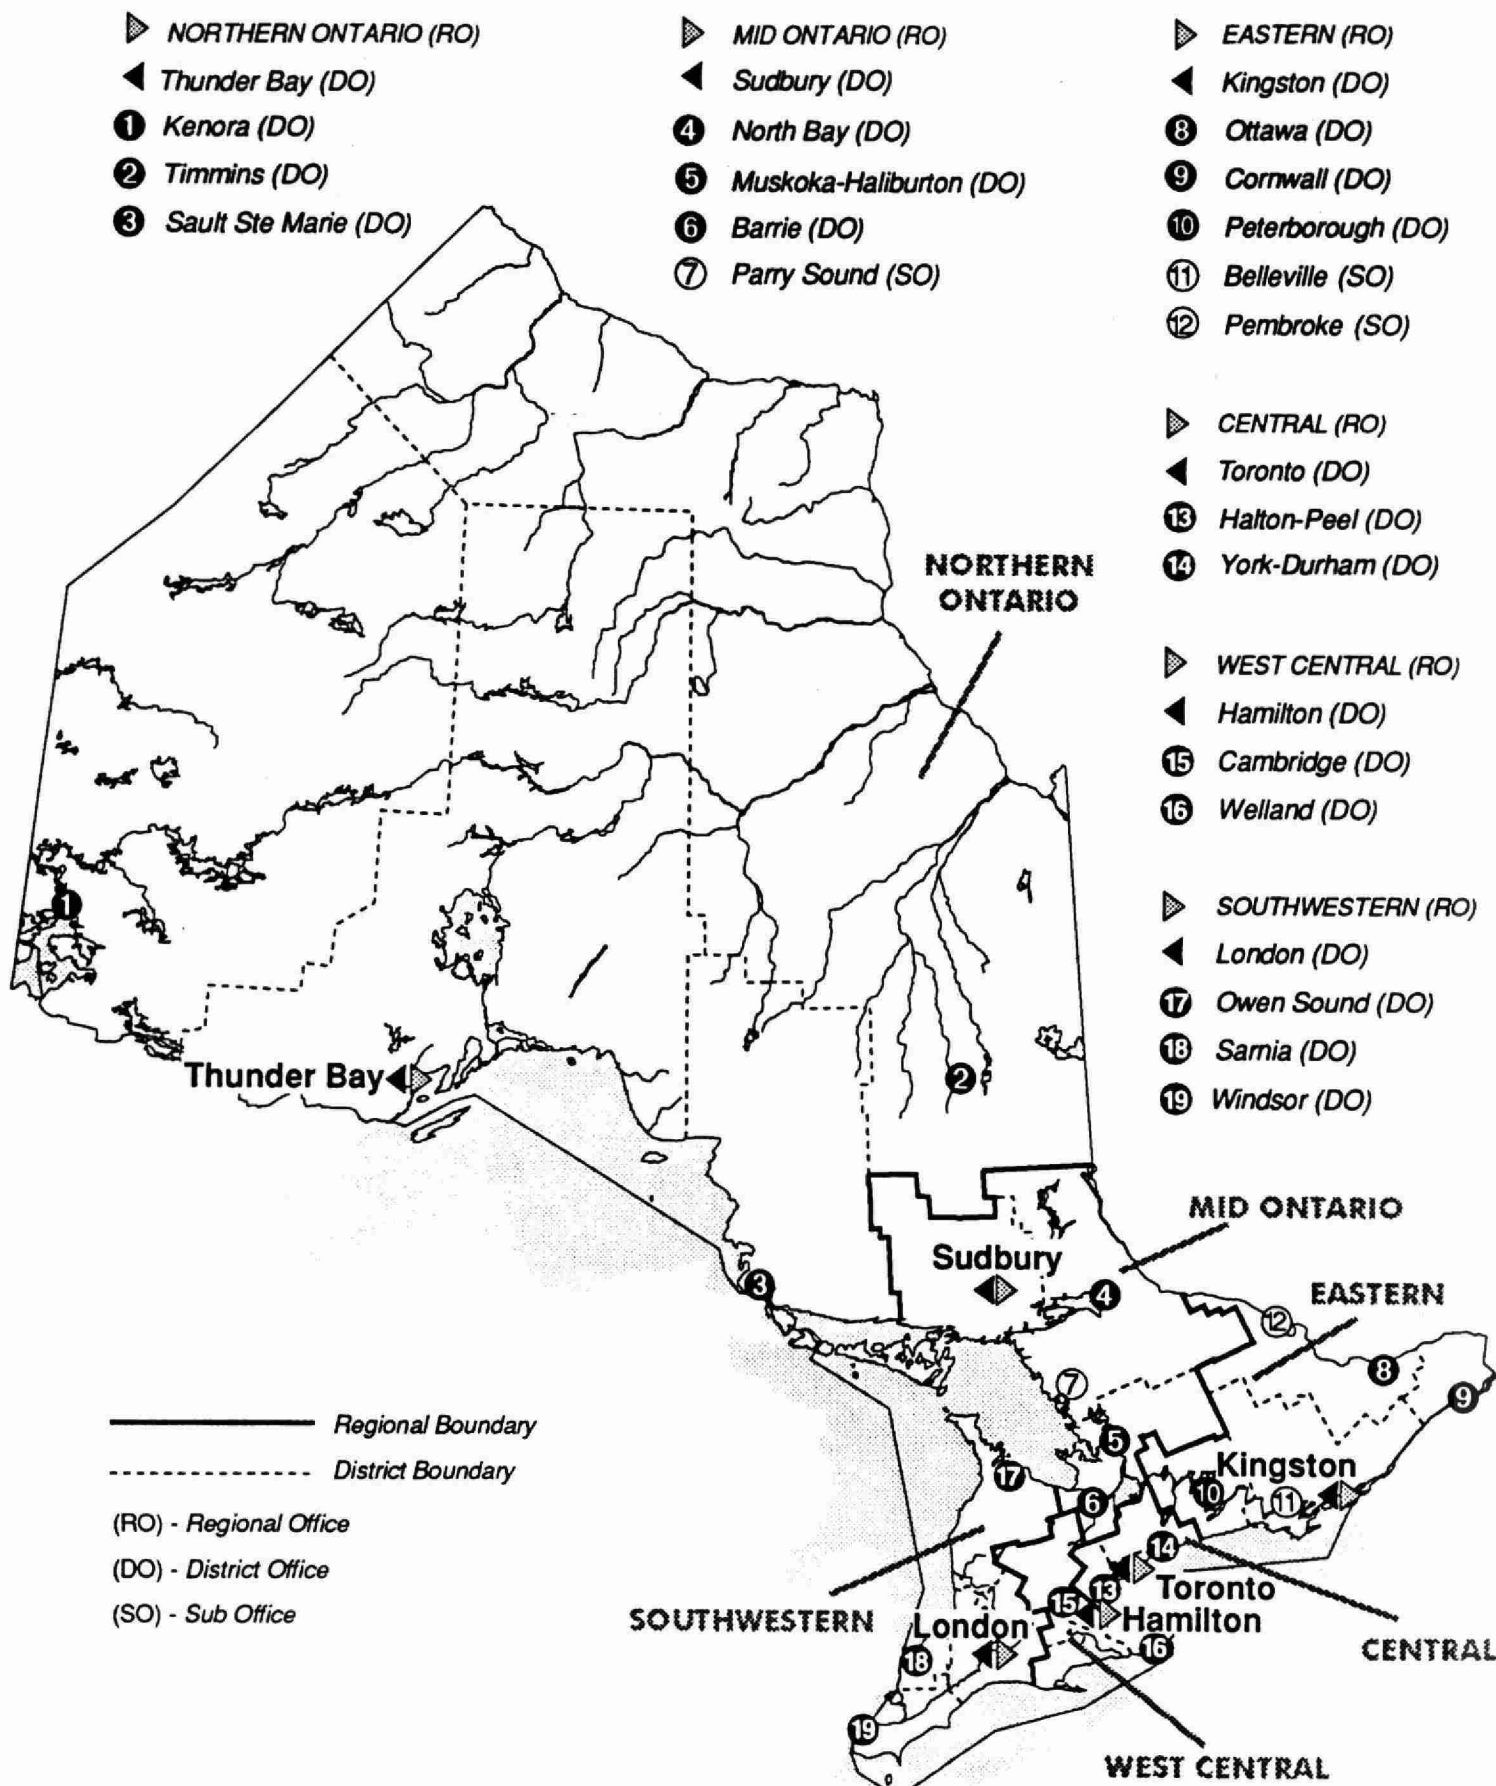 NORTHERN ONTARIO (RO)
Thunder Bay (DO)
1 Kenora (DO)
2 Timmins (DO)
3 Sault Ste Marie (DO)
MID ONTARIO (RO)
Sudbury (DO)
4 North Bay (DO)
5 Muskoka-Haliburton (DO)
6 Barrie (DO)
7 Parry Sound (SO)
EASTERN (RO)
Kingston (DO)
8 Ottawa (DO)
9 Cornwall (DO)
10 Peterborough (DO)
11 Belleville (SO)
12 Pembroke (SO)
CENTRAL (RO)
Toronto (DO)
13 Halton-Peel (DO)
14 York-Durham (DO)
WEST CENTRAL (RO)
Hamilton (DO)
15 Cambridge (DO)
16 Welland (DO)
SOUTHWESTERN (RO)
London (DO)
17 Owen Sound (DO)
18 Sarnia (DO)
19 Windsor (DO)
NORTHERN
ONTARIO
1
Thunder Bay
2
MID ONTARIO
Sudbury
3
4
EASTERN
12
8
7
9
5
Kingston
17
10
6
11
14
Toronto
13
15
Hamilton
SOUTHWESTERN
London
CENTRAL
16
18
19
WEST CENTRAL
Regional Boundary
District Boundary
(RO) - Regional Office
(DO) - District Office
(SO) - Sub Office